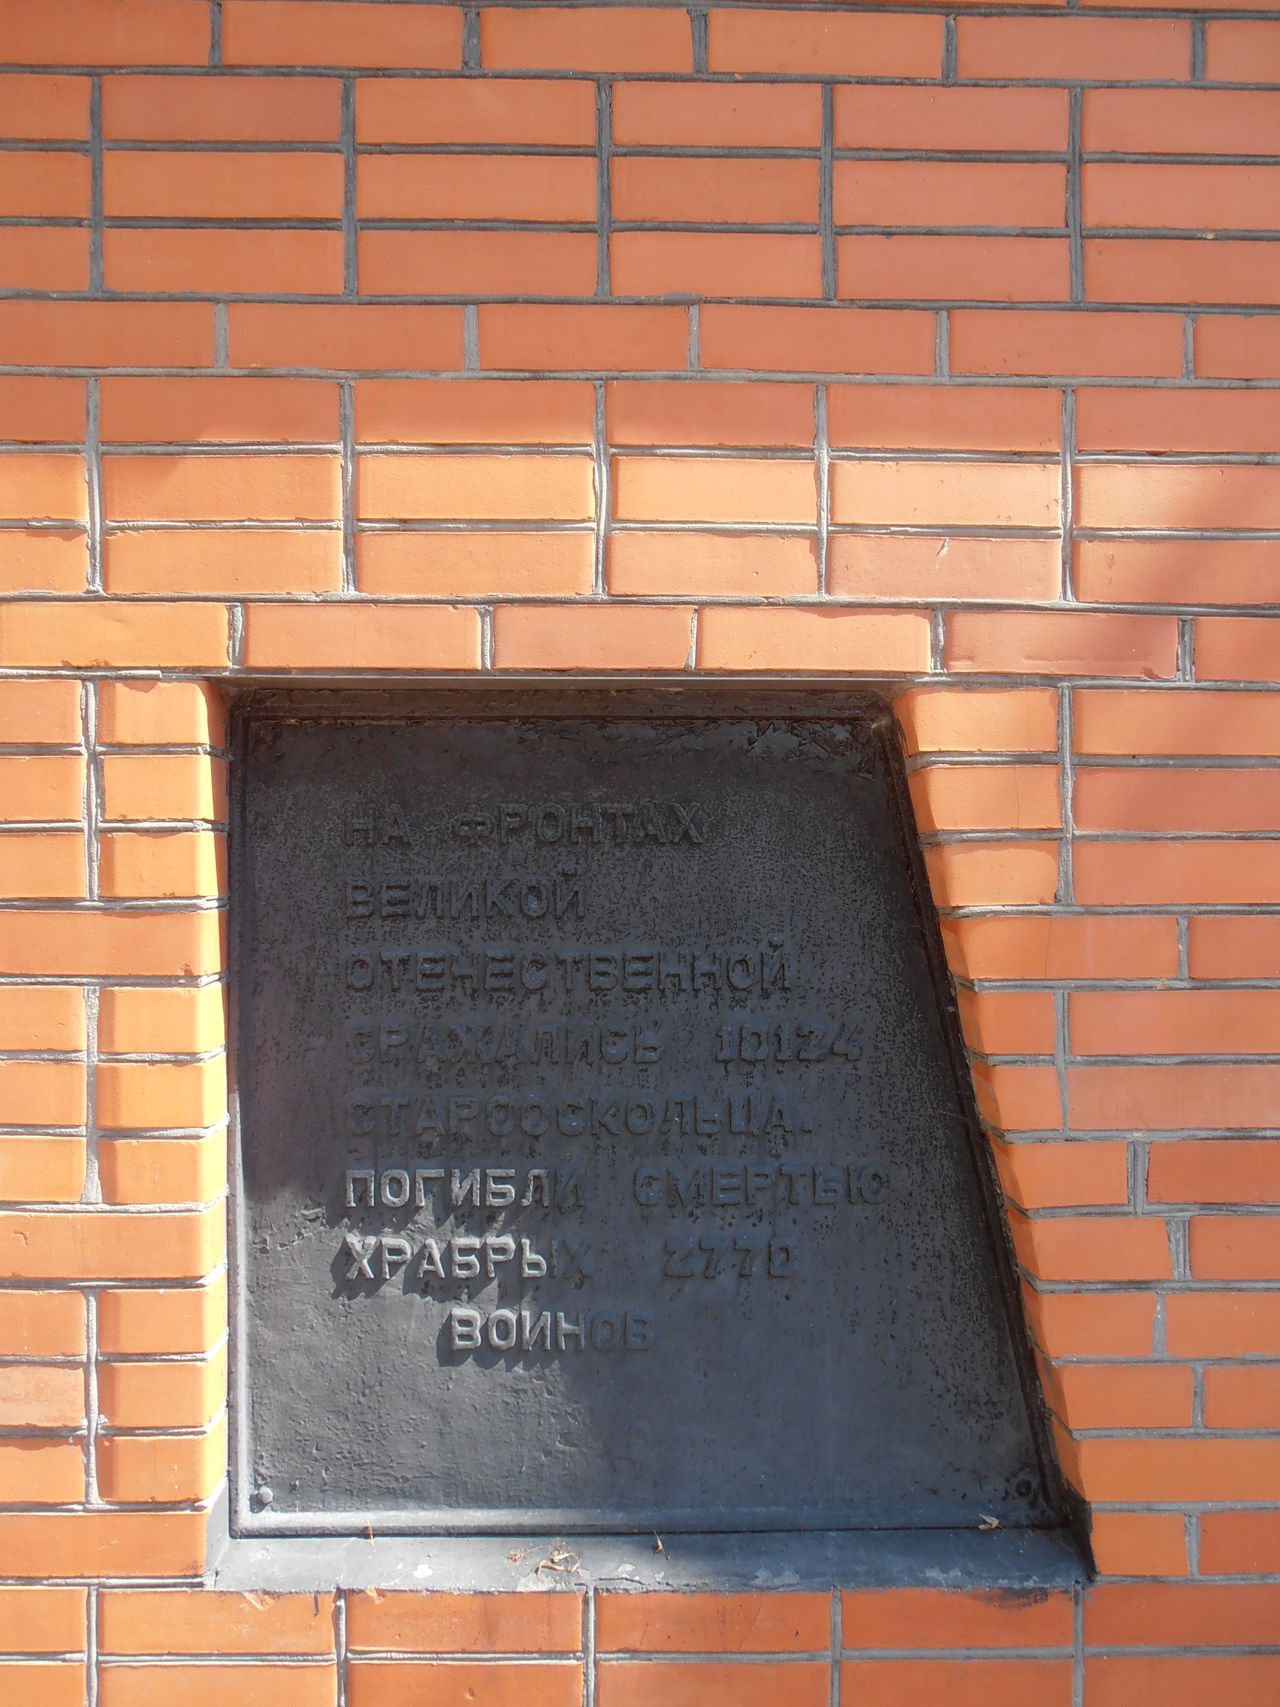 НА ФРОНТАХ
ВЕЛИКОЙ
ОТЕЧЕСТВЕННОЙ
СРАЖАЛИСЬ 10124
СТАРООСКОЛЬЦА.
ПОГИБЛИ СМЕРТЬЮ
ХРАБРЫХ 2770
ВОИНОВ